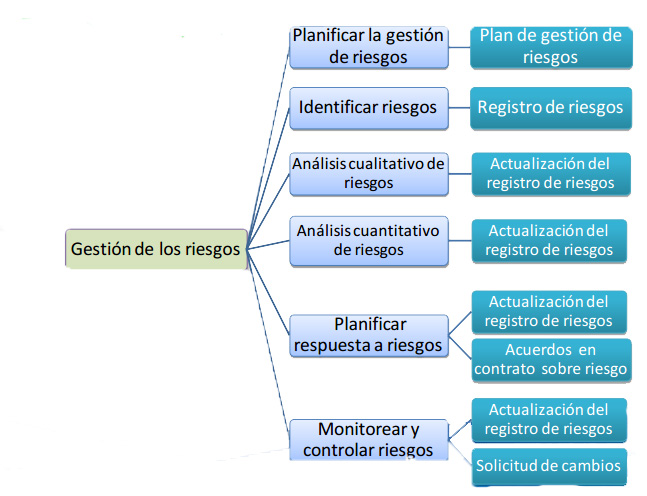 Planificar la gestión
de riesgos
Plan de gestión de
riesgos
Identificar riesgos
Registro de riesgos
Análisis cualitativo de
riesgos
Actualización del
registro de riesgos
Gestión de los riesgos
Análisis cuantitativo
de riesgos
Actualización del
registro de riesgos
Planificar
respuesta a riesgos
Actualización del
registro de riesgos
Acuerdos en
contrato sobre riesgo
Monitorear y
controlar riesgos
Actualización del
registro de riesgos
Solicitud de cambios